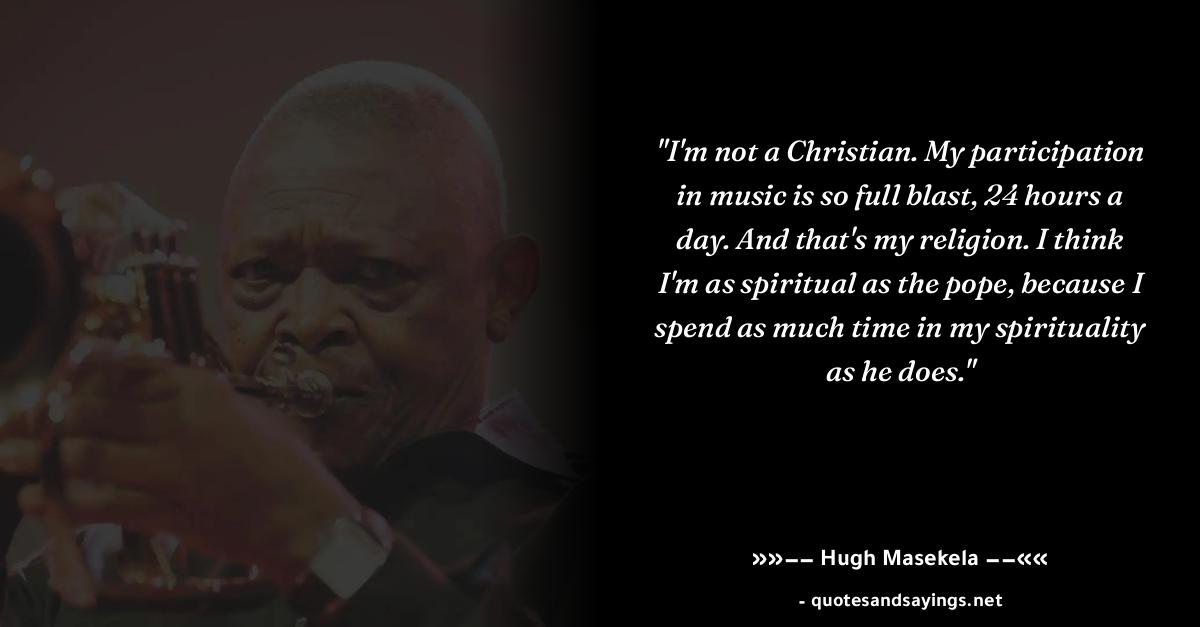 "I'm not a Christian. My participation
in music is so full blast, 24 hours a
day. And that's my religion. I think
I'm as spiritual as the pope, because I
spend as much time in my spirituality
as he does."
»»−− Hugh Masekela −−««
- quotesandsayings.net